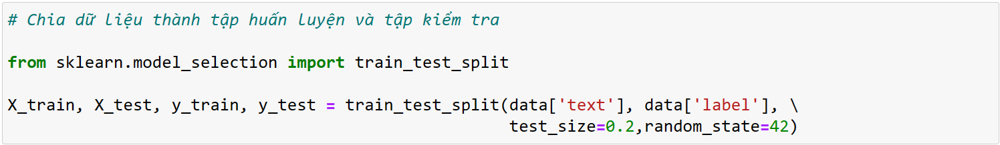 # Chia dữ liệu thành tập huấn luyện và tập kiểm tra
from sklearn.model_selection import train_test_split
X_train, X_test, y_train, y_test = train_test_split(data['text'], data['label'], \
test_size=0.2,random_state=42)